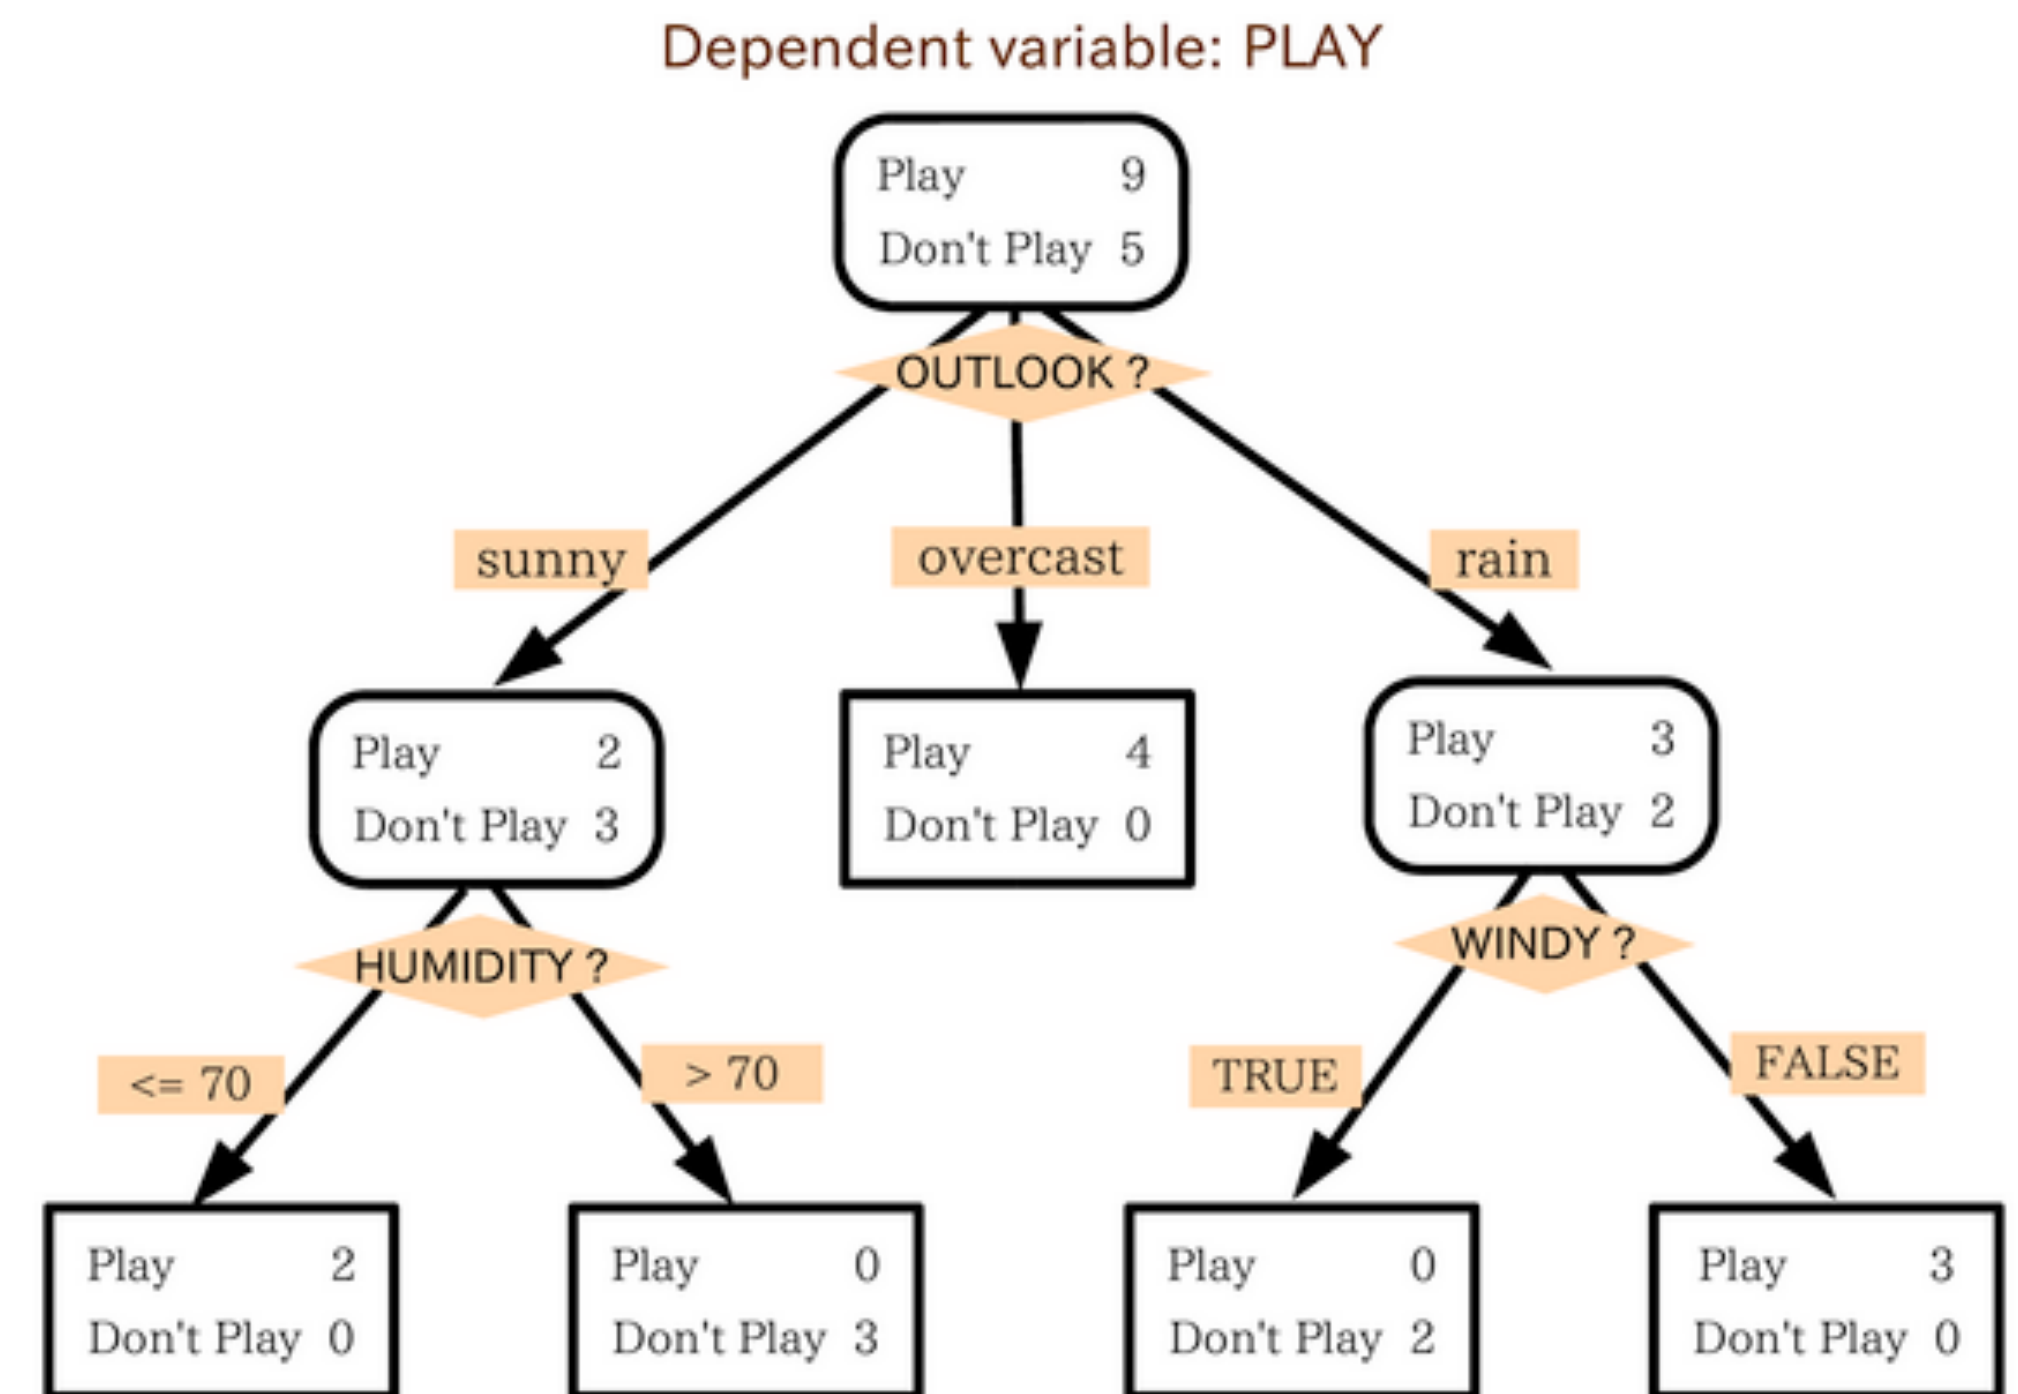 Dependent variable: PLAY
Play 9
Don't Play 5
OUTLOOK ?
sunny
overcast
rain
Play 2
Don't Play 3
Play 4
Don't Play 0
Play 3
Don't Play 2
HUMIDITY ?
WINDY ?
<= 70
> 70
TRUE
FALSE
Play 2
Don't Play 0
Play 0
Don't Play 3
Play 0
Don't Play 2
Play 3
Don't Play 0